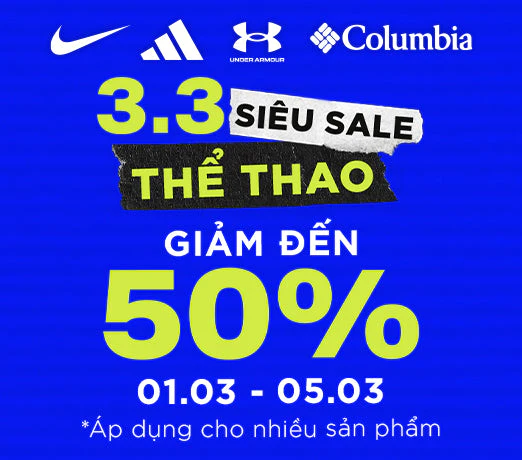 UNDER ARMOUR
Columbia
3.3 SIÊU SALE
THỂ THAO
GIẢM ĐẾN
50%
01.03 - 05.03
*Áp dụng cho nhiều sản phẩm